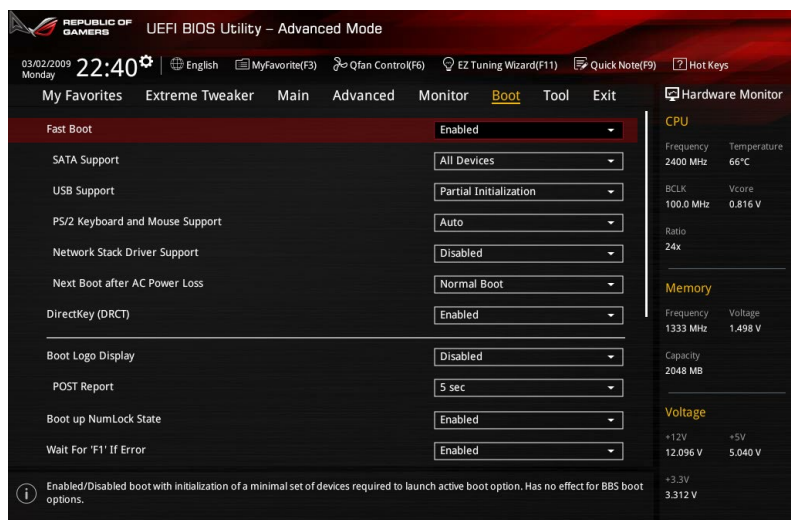 REPUBLIC OF
GAMERS
UEFI BIOS Utility – Advanced Mode
03/02/2009
Monday
22:40
English
MyFavorite(F3)
Qfan Control(F6)
EZ Tuning Wizard(F11)
Quick Note(F9)
? Hot Keys
My Favorites
Extreme Tweaker
Main
Advanced
Monitor
Boot
Tool
Exit
Fast Boot
Enabled
SATA Support
All Devices
USB Support
Partial Initialization
PS/2 Keyboard and Mouse Support
Auto
Network Stack Driver Support
Disabled
Next Boot after AC Power Loss
Normal Boot
DirectKey (DRCT)
Enabled
Boot Logo Display
Disabled
POST Report
5 sec
Boot up NumLock State
Enabled
Wait For 'F1' If Error
Enabled
i
Enabled/Disabled boot with initialization of a minimal set of devices required to launch active boot option. Has no effect for BBS boot
options.
Hardware Monitor
CPU
Frequency Temperature
2400 MHz 66°C
BCLK Vcore
100.0 MHz 0.816 V
Ratio
24x
Memory
Frequency Voltage
1333 MHz 1.498 V
Capacity
2048 MB
Voltage
+12V +5V
12.096 V 5.040 V
+3.3V
3.312 V